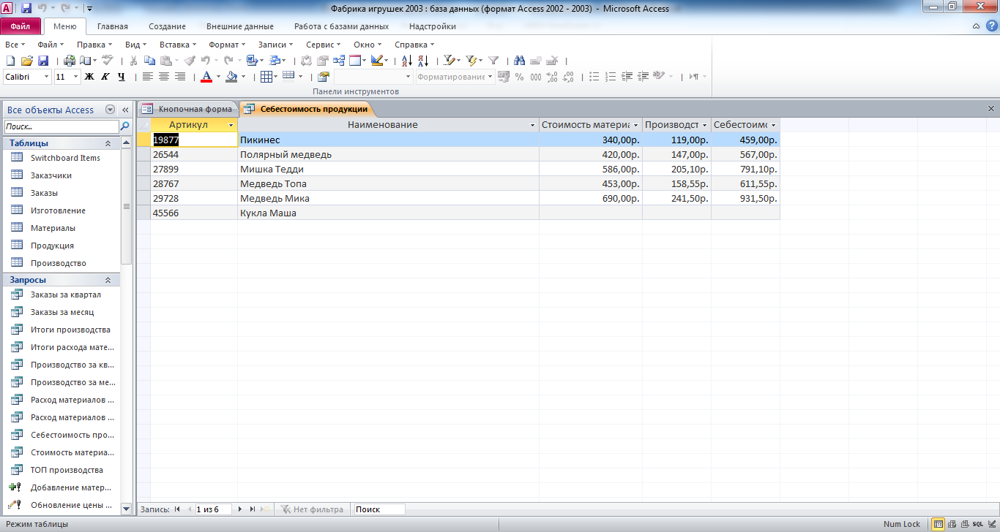 Фабрика игрушек 2003 : база данных (формат Access 2002 - 2003) - Microsoft Access
Файл Меню Главная Создание Внешние данные Работа с базами данных Надстройки
Все Файл Правка Вид Вставка Формат Записи Сервис Окно Справка
Calibri 11 Ж К Ч А Форматирование % 000
Панели инструментов
Все объекты Access
Поиск...
Таблицы
Switchboard Items
Заказчики
Заказы
Изготовление
Материалы
Продукция
Производство
Запросы
Заказы за квартал
Заказы за месяц
Итоги производства
Итоги расхода мате...
Производство за кв...
Производство за ме...
Расход материалов ...
Расход материалов ...
Себестоимость про...
Стоимость материа...
ТОП производства
Добавление матер...
Обновление цены ...
Кнопочная форма Себестоимость продукции
Артикул Наименование Стоимость материа Производст Себестоимо
19877 Пикинес 340,00р. 119,00р. 459,00р.
26544 Полярный медведь 420,00р. 147,00р. 567,00р.
27899 Мишка Тедди 586,00р. 205,10р. 791,10р.
28767 Медведь Топа 453,00р. 158,55р. 611,55р.
29728 Медведь Мика 690,00р. 241,50р. 931,50р.
45566 Кукла Маша
Запись: 1 из 6 Нет фильтра Поиск
Режим таблицы Num Lock SQL